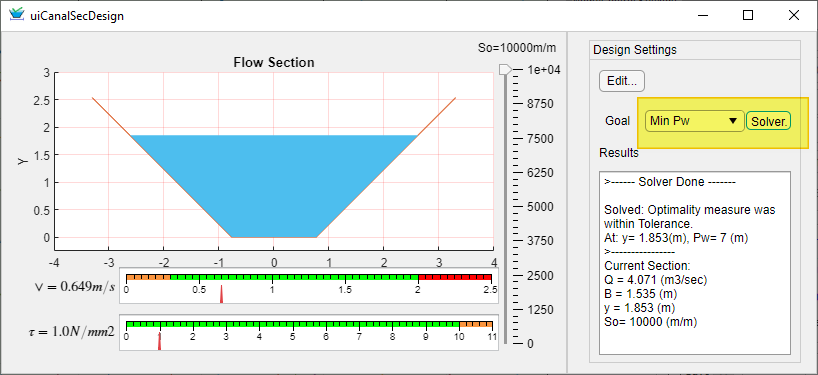 uiCanalSecDesign
So=10000m/m
Flow Section
3
2.5
2
1.5
1
0.5
0
Y
-4 -3 -2 -1 0 1 2 3 4
1e+04
8750
7500
6250
5000
3750
2500
1250
0
V = 0.649m/s
0 0.5 1 1.5 2 2.5
τ = 1.0N/mm2
0 1 2 3 4 5 6 7 8 9 10 11
Design Settings
Edit...
Goal Min Pw Solver.
Results
>------ Solver Done -------
Solved: Optimality measure was
within Tolerance.
At: y= 1.853(m), Pw= 7 (m)
>----------------
Current Section:
Q = 4.071 (m3/sec)
B = 1.535 (m)
y = 1.853 (m)
So= 10000 (m/m)